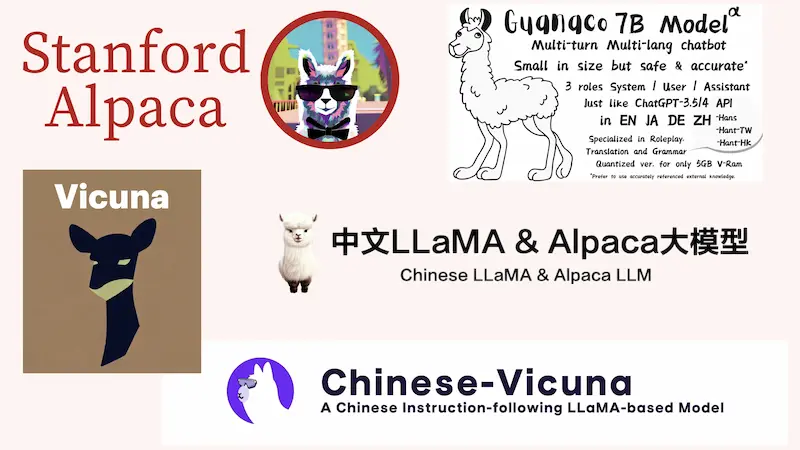 Stanford
Alpaca
Guanaco 7B Model α
Multi-turn Multi-lang chatbot
Small in size but safe & accurate*
3 roles System / User / Assistant
Just like ChatGPT-3.5/4 API
in EN JA DE ZH -Hans
-Hant-TW
-Hant-HK
Specialized in Roleplay.
Translation and Grammar
Quantized ver. for only 5GB V-Ram
*Prefer to use accurately referenced external knowledge.
Vicuna
中文LLaMA & Alpaca大模型
Chinese LLaMA & Alpaca LLM
Chinese-Vicuna
A Chinese Instruction-following LLaMA-based Model